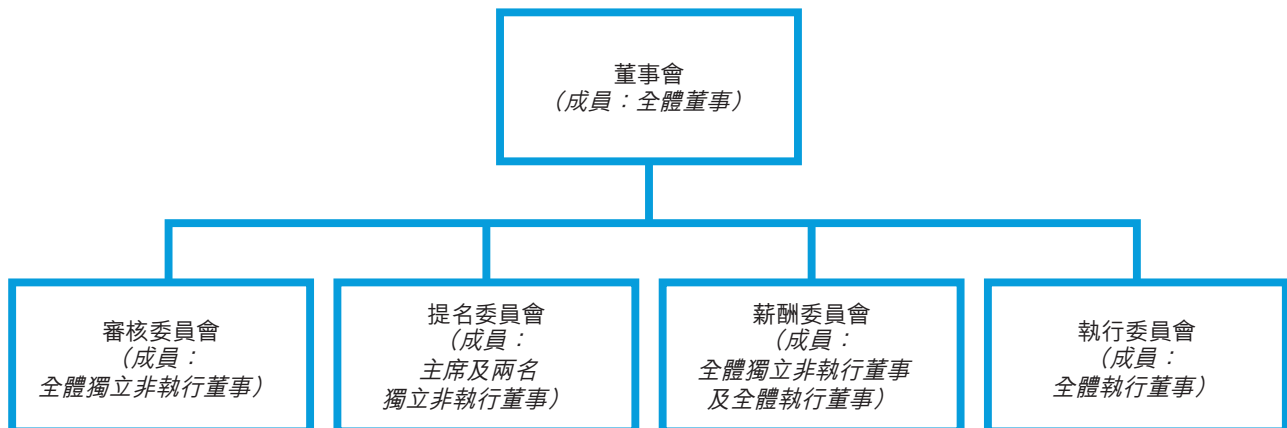 董事會
（成員：全體董事）
審核委員會
（成員：
全體獨立非執行董事）
提名委員會
（成員：
主席及兩名
獨立非執行董事）
薪酬委員會
（成員：
全體獨立非執行董事
及全體執行董事）
執行委員會
（成員：
全體執行董事）